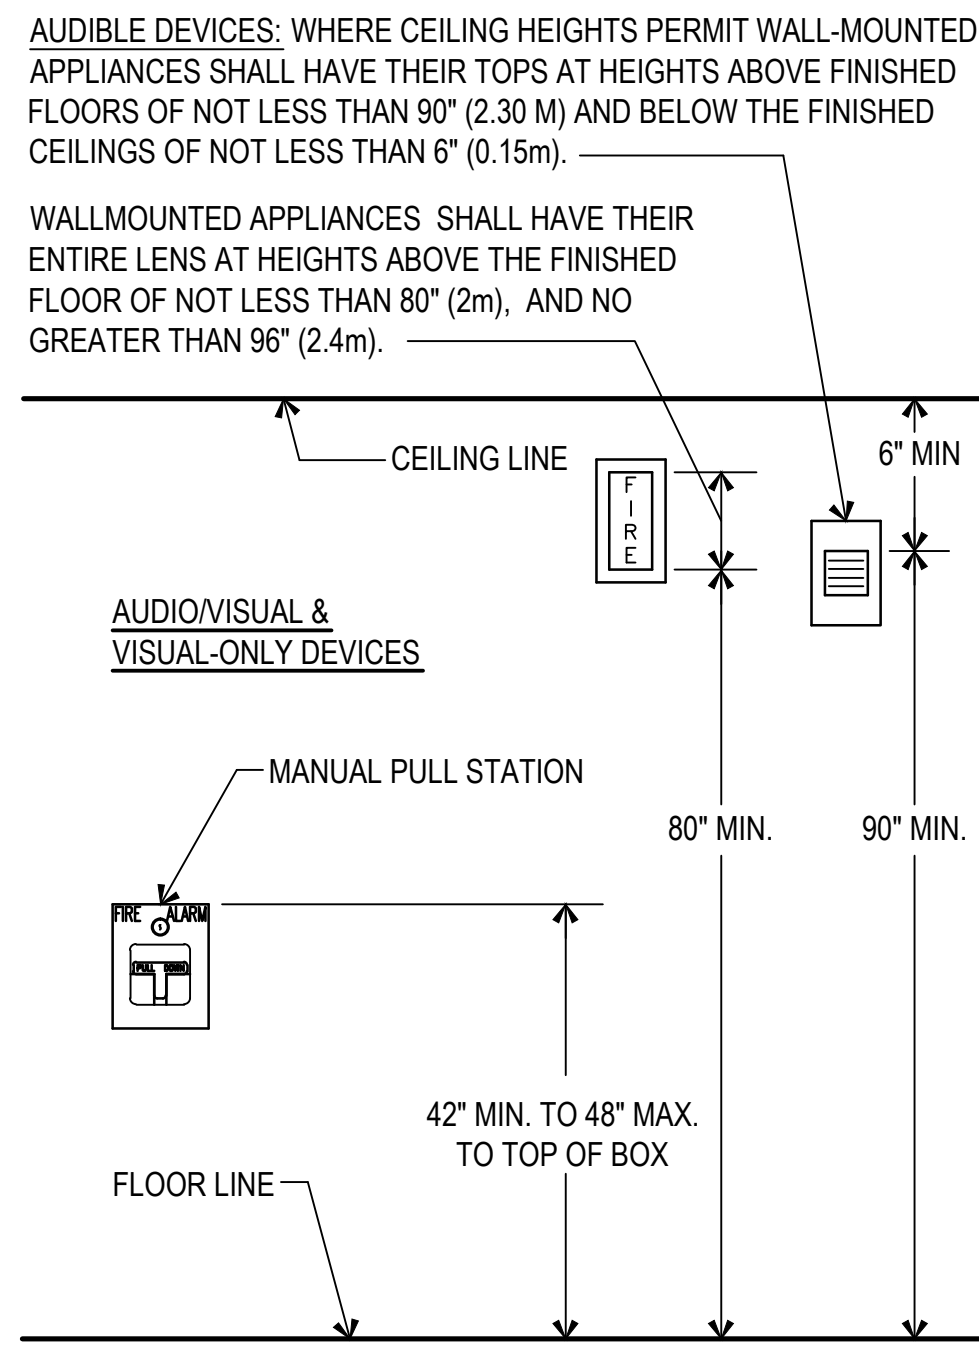 AUDIBLE DEVICES: WHERE CEILING HEIGHTS PERMIT WALL-MOUNTED
APPLIANCES SHALL HAVE THEIR TOPS AT HEIGHTS ABOVE FINISHED
FLOORS OF NOT LESS THAN 90" (2.30 M) AND BELOW THE FINISHED
CEILINGS OF NOT LESS THAN 6" (0.15m).
WALLMOUNTED APPLIANCES SHALL HAVE THEIR
ENTIRE LENS AT HEIGHTS ABOVE THE FINISHED
FLOOR OF NOT LESS THAN 80" (2m), AND NO
GREATER THAN 96" (2.4m).
CEILING LINE
6" MIN
FIRE
AUDIO/VISUAL &
VISUAL-ONLY DEVICES
MANUAL PULL STATION
80" MIN.
90" MIN.
FIRE ALARM
PULL DOWN
42" MIN. TO 48" MAX.
TO TOP OF BOX
FLOOR LINE